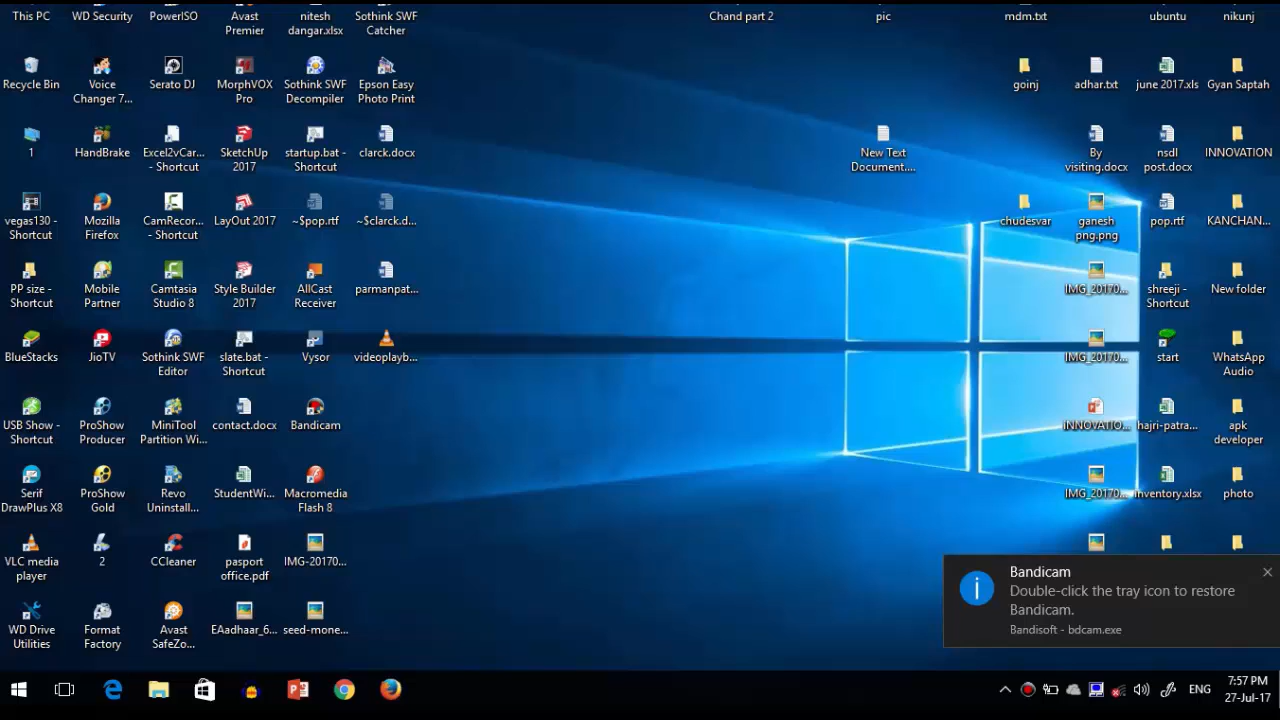 This PC
WD Security
PowerISO
Avast
Premier
nitesh
dangar.xlsx
Sothink SWF
Catcher
Chand part 2
pic
mdm.txt
ubuntu
nikunj
Recycle Bin
Voice
Changer 7...
Serato DJ
MorphVOX
Pro
Sothink SWF
Decompiler
Epson Easy
Photo Print
goinj
adhar.txt
june 2017.xls
Gyan Saptah
1
HandBrake
Excel2vCar...
- Shortcut
SketchUp
2017
startup.bat -
Shortcut
clarck.docx
New Text
Document....
By
visiting.docx
nsdl
post.docx
INNOVATION
vegas130 -
Shortcut
Mozilla
Firefox
CamRecor...
- Shortcut
LayOut 2017
~$pop.rtf
~$clarck.d...
chudesvar
ganesh
png.png
pop.rtf
KANCHAN...
PP size -
Shortcut
Mobile
Partner
Camtasia
Studio 8
Style Builder
2017
AllCast
Receiver
parmanpat...
IMG_20170...
shreeji -
Shortcut
New folder
BlueStacks
JioTV
Sothink SWF
Editor
slate.bat -
Shortcut
Vysor
videoplayb...
IMG_20170...
start
WhatsApp
Audio
USB Show -
Shortcut
ProShow
Producer
MiniTool
Partition Wi...
contact.docx
Bandicam
INNOVATIO...
hajri-patra...
apk
developer
Serif
DrawPlus X8
ProShow
Gold
Revo
Uninstall...
StudentWi...
Macromedia
Flash 8
IMG_20170...
inventory.xlsx
photo
VLC media
player
2
CCleaner
pasport
office.pdf
IMG-20170...
WD Drive
Utilities
Format
Factory
Avast
SafeZo...
EAadhaar_6...
seed-mone...
Bandicam
Double-click the tray icon to restore
Bandicam.
Bandisoft - bdcam.exe
ENG
7:57 PM
27-Jul-17